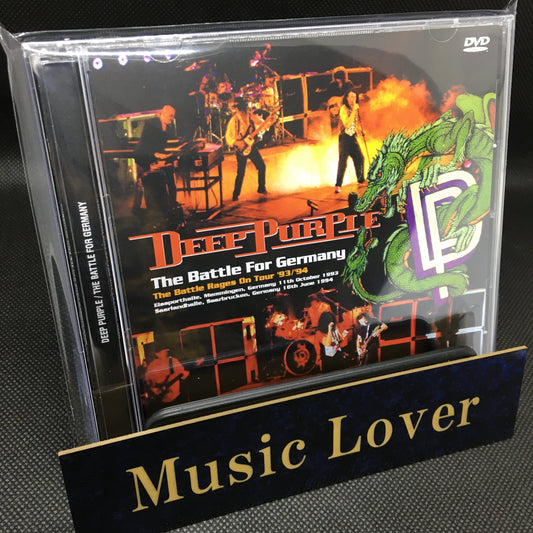 DVD
DEEP PURPLE / THE BATTLE FOR GERMANY
DEEP PURPLE
The Battle For Germany
The Battle Rages On Tour '93/'94
Eissporthalle, Memmingen, Germany 11th October 1993
Saarlandhalle, Saarbrucken, Germany 16th June 1994
Music Lover